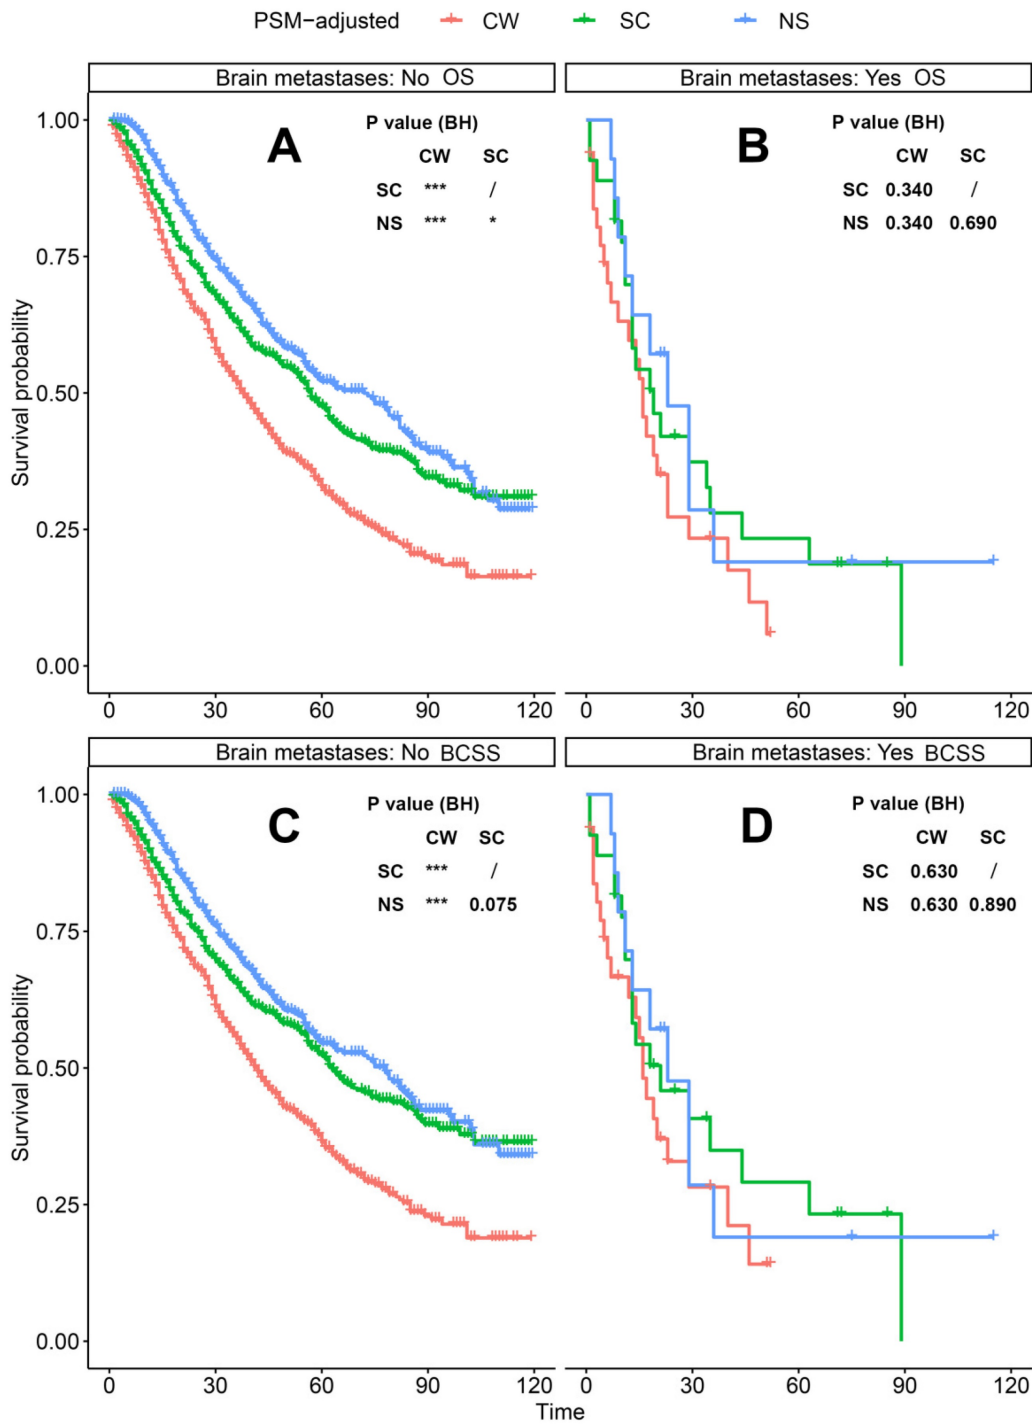 PSM-adjusted CW SC NS
Brain metastases: No OS
Brain metastases: Yes OS
Survival probability
1.00
0.75
0.50
0.25
0.00
A
P value (BH)
CW SC
SC *** /
NS *** *
B
P value (BH)
CW SC
SC 0.340 /
NS 0.340 0.690
0 30 60 90 120
0 30 60 90 120
Brain metastases: No BCSS
Brain metastases: Yes BCSS
Survival probability
1.00
0.75
0.50
0.25
0.00
C
P value (BH)
CW SC
SC *** /
NS *** 0.075
D
P value (BH)
CW SC
SC 0.630 /
NS 0.630 0.890
0 30 60 90 120
0 30 60 90 120
Time